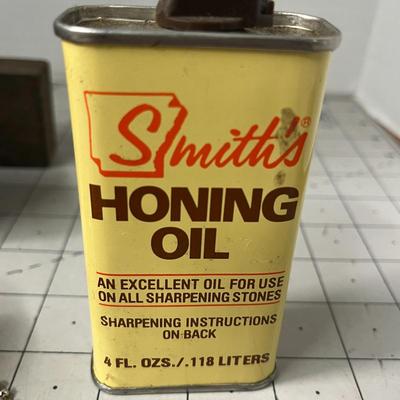 Smith's®
HONING
OIL
AN EXCELLENT OIL FOR USE
ON ALL SHARPENING STONES
SHARPENING INSTRUCTIONS
ON BACK
4 FL. OZS./.118 LITERS